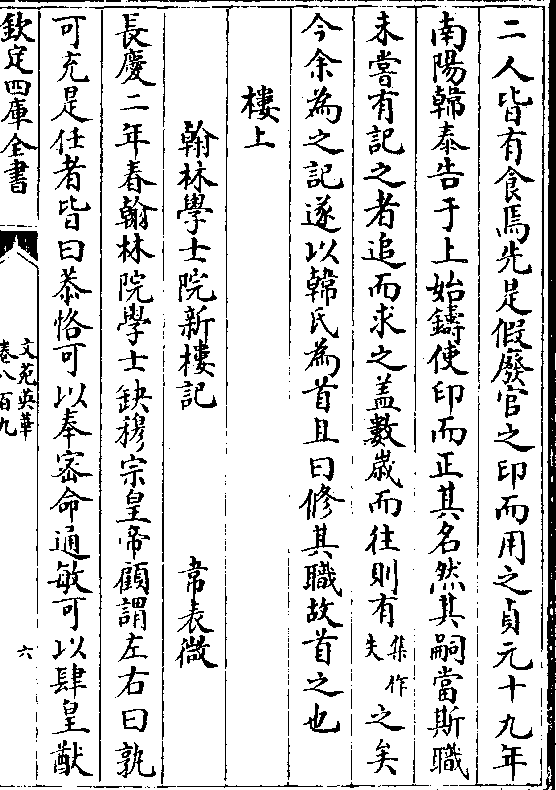 二人皆有食焉先是假廢官之印而用之貞元十九年
南陽韓泰告于上始鑄使印而正其名然其嗣當斯職
未嘗有記之者追而求之盖數歳而往則有集作失之矣
今余為之記遂以韓氏為首且曰修其職故首之也
樓上
翰林學士院新樓記 韋表微
長慶二年春翰林院學士缺穆宗皇帝顧謂左右曰孰
可充是任者皆曰恭恪可以奉宻命通敏可以肆皇猷
欽定四庫全書
文苑英華
卷八百九
六